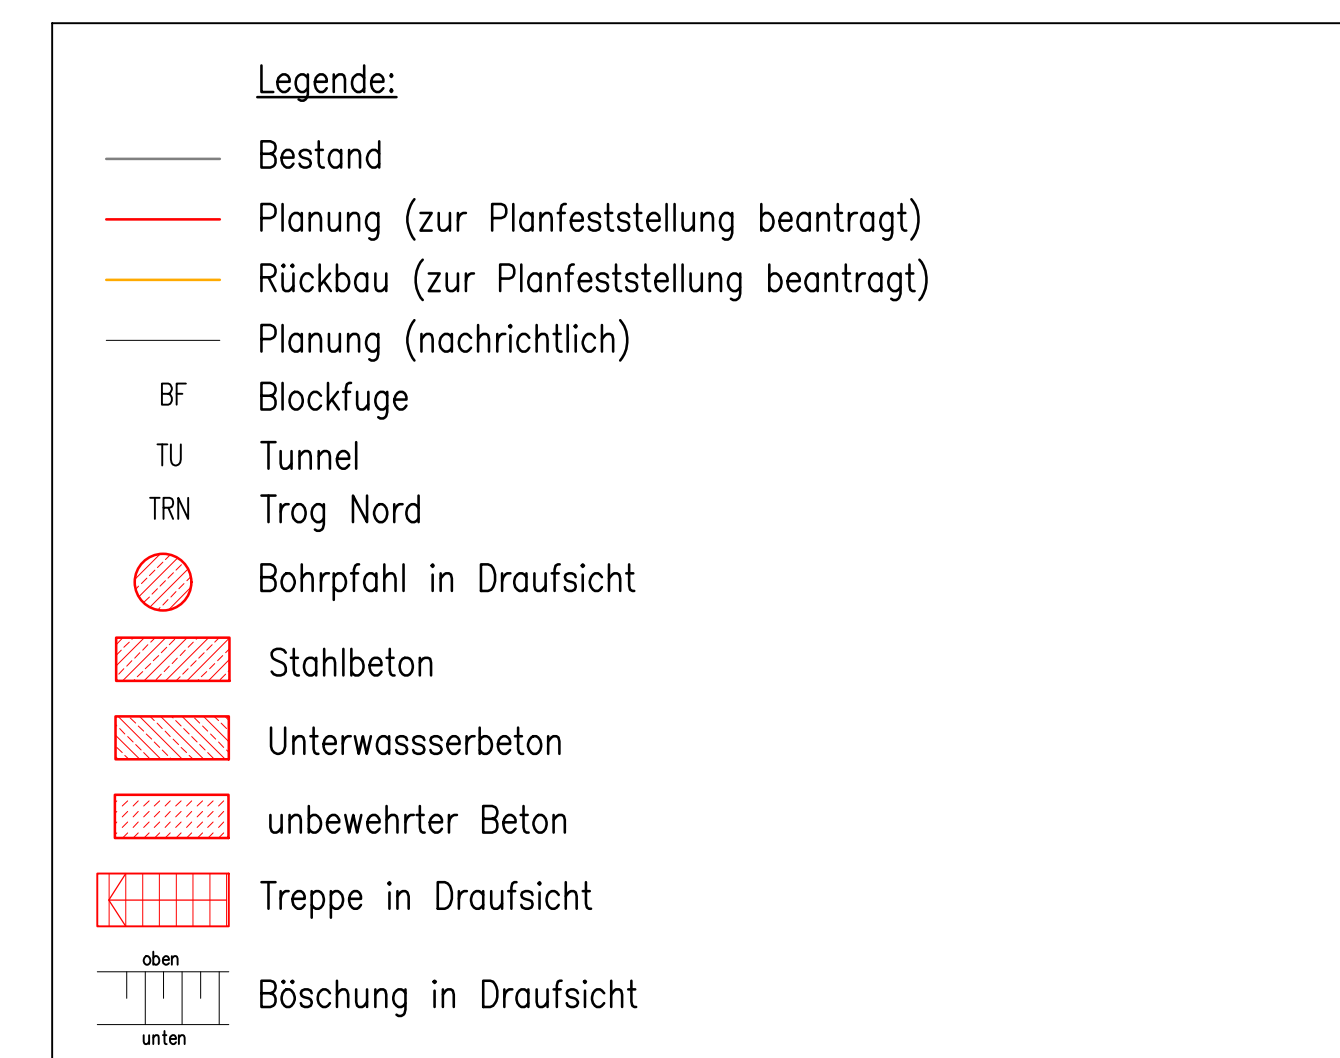 Legende:
Bestand
Planung (zur Planfeststellung beantragt)
Rückbau (zur Planfeststellung beantragt)
Planung (nachrichtlich)
BF Blockfuge
TU Tunnel
TRN Trog Nord
Bohrpfahl in Draufsicht
Stahlbeton
Unterwassserbeton
unbewehrter Beton
Treppe in Draufsicht
oben
Böschung in Draufsicht
unten